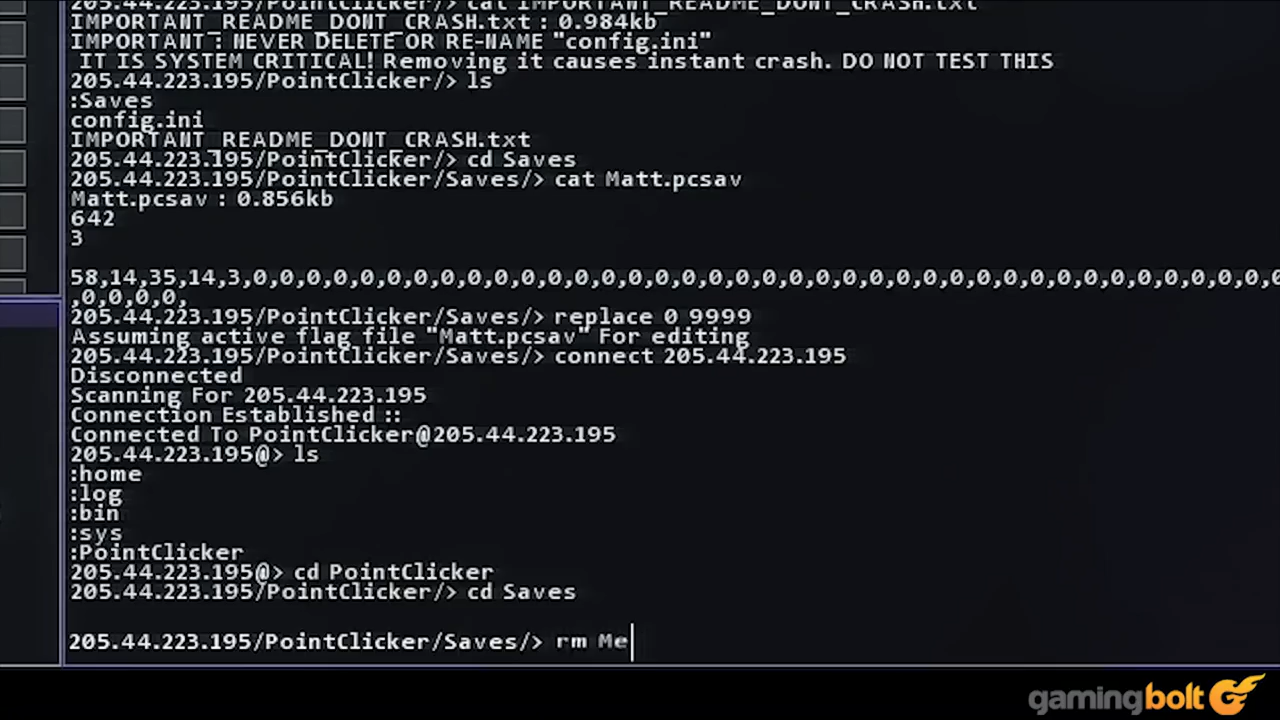 205.44.223.195/PointClicker/> cat IMPORTANT_README_DONT_CRASH.txt
IMPORTANT_README_DONT_CRASH.txt : 0.984kb
IMPORTANT : NEVER DELETE OR RE-NAME "config.ini"
IT IS SYSTEM CRITICAL! Removing it causes instant crash. DO NOT TEST THIS
205.44.223.195/PointClicker/> ls
:Saves
config.ini
IMPORTANT_README_DONT_CRASH.txt
205.44.223.195/PointClicker/> cd Saves
205.44.223.195/PointClicker/Saves/> cat Matt.pcsav
Matt.pcsav : 0.856kb
642
3
58,14,35,14,3,0,0,0,0,0,0,0,0,0,0,0,0,0,0,0,0,0,0,0,0,0,0,0,0,0,0,0,0,0,0,0,0,0,0,0,0,0,0,0
,0,0,0,0,
205.44.223.195/PointClicker/Saves/> replace 0 9999
Assuming active flag file "Matt.pcsav" For editing
205.44.223.195/PointClicker/Saves/> connect 205.44.223.195
Disconnected
Scanning For 205.44.223.195
Connection Established ::
Connected To PointClicker@205.44.223.195
205.44.223.195@> ls
:home
:log
:bin
:sys
:PointClicker
205.44.223.195@> cd PointClicker
205.44.223.195/PointClicker/> cd Saves
205.44.223.195/PointClicker/Saves/> rm Me
gamingbolt